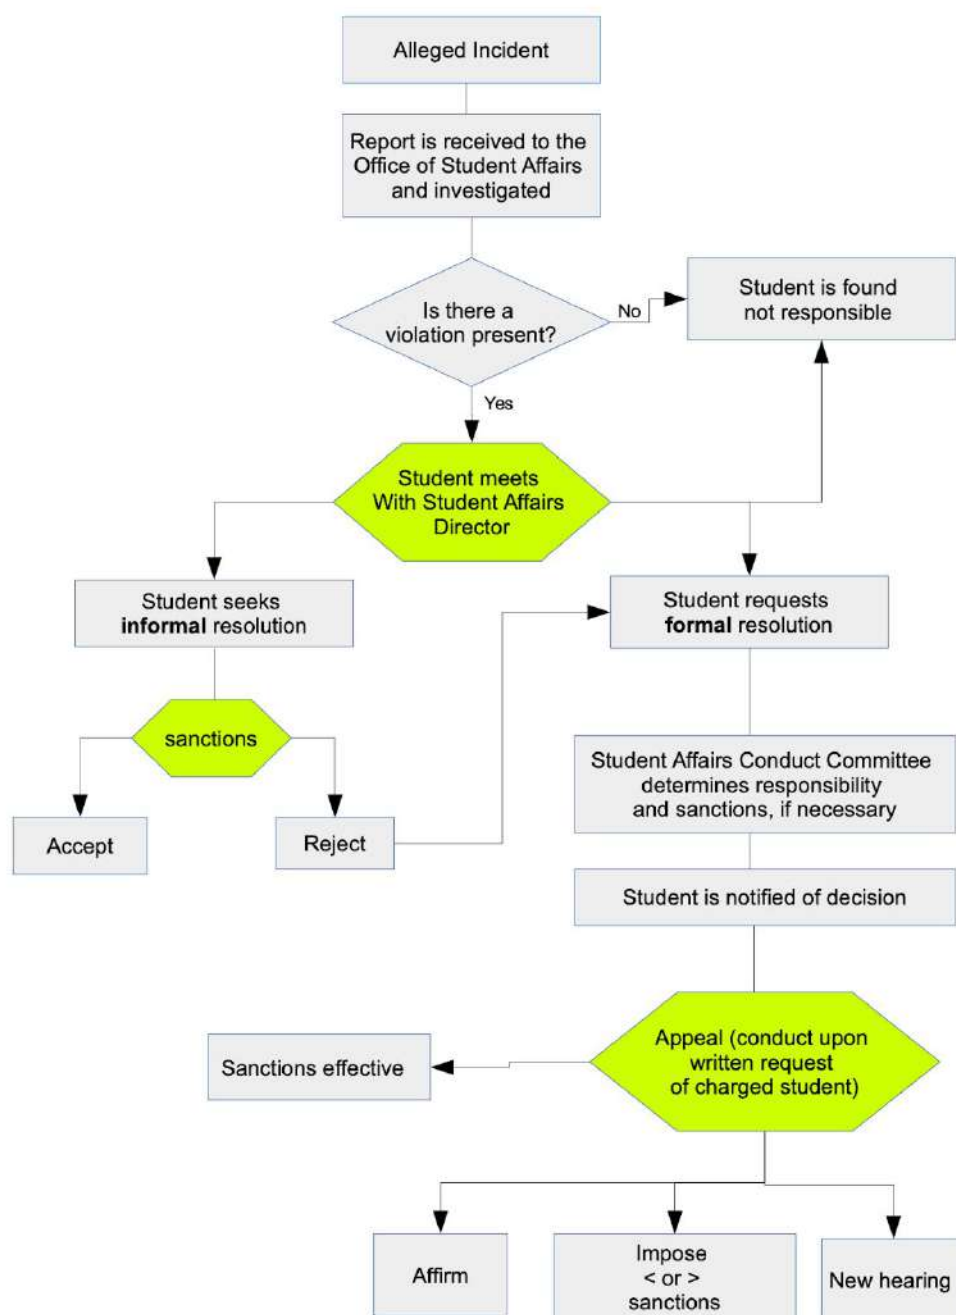 Alleged Incident
Report is received to the
Office of Student Affairs
and investigated
Is there a
violation present?
No
Student is found
not responsible
Yes
Student meets
With Student Affairs
Director
Student seeks
informal resolution
Student requests
formal resolution
sanctions
Accept
Reject
Student Affairs Conduct Committee
determines responsibility
and sanctions, if necessary
Student is notified of decision
Appeal (conduct upon
written request
of charged student)
Sanctions effective
Affirm
Impose
< or >
sanctions
New hearing